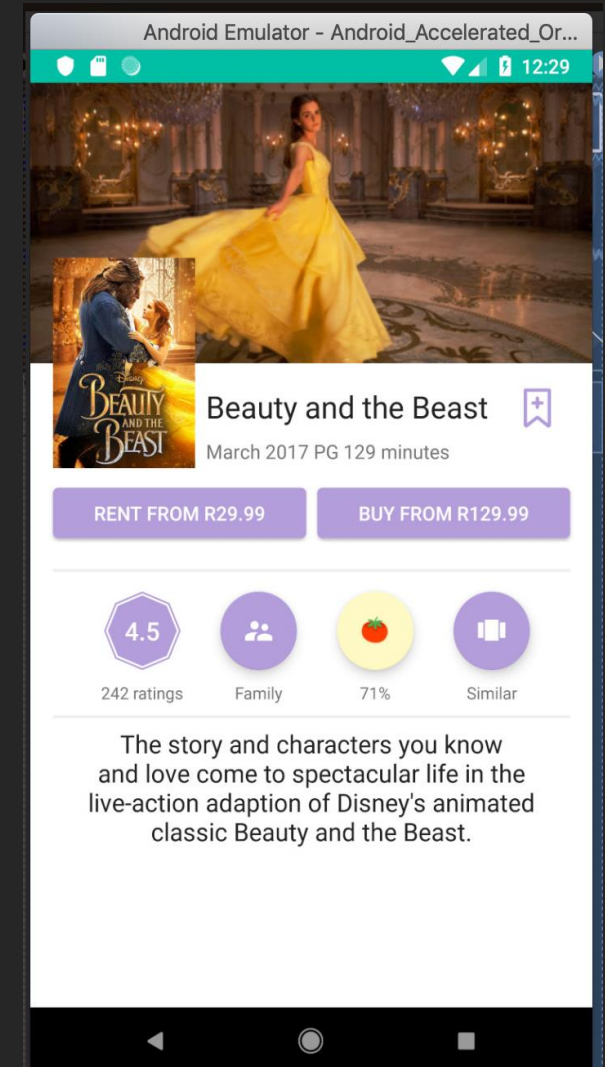 Android Emulator - Android_Accelerated_Or...
12:29
Disney
BEAUTY
AND THE
BEAST
Beauty and the Beast
March 2017 PG 129 minutes
RENT FROM R29.99
BUY FROM R129.99
4.5
242 ratings
Family
71%
Similar
The story and characters you know
and love come to spectacular life in the
live-action adaption of Disney's animated
classic Beauty and the Beast.